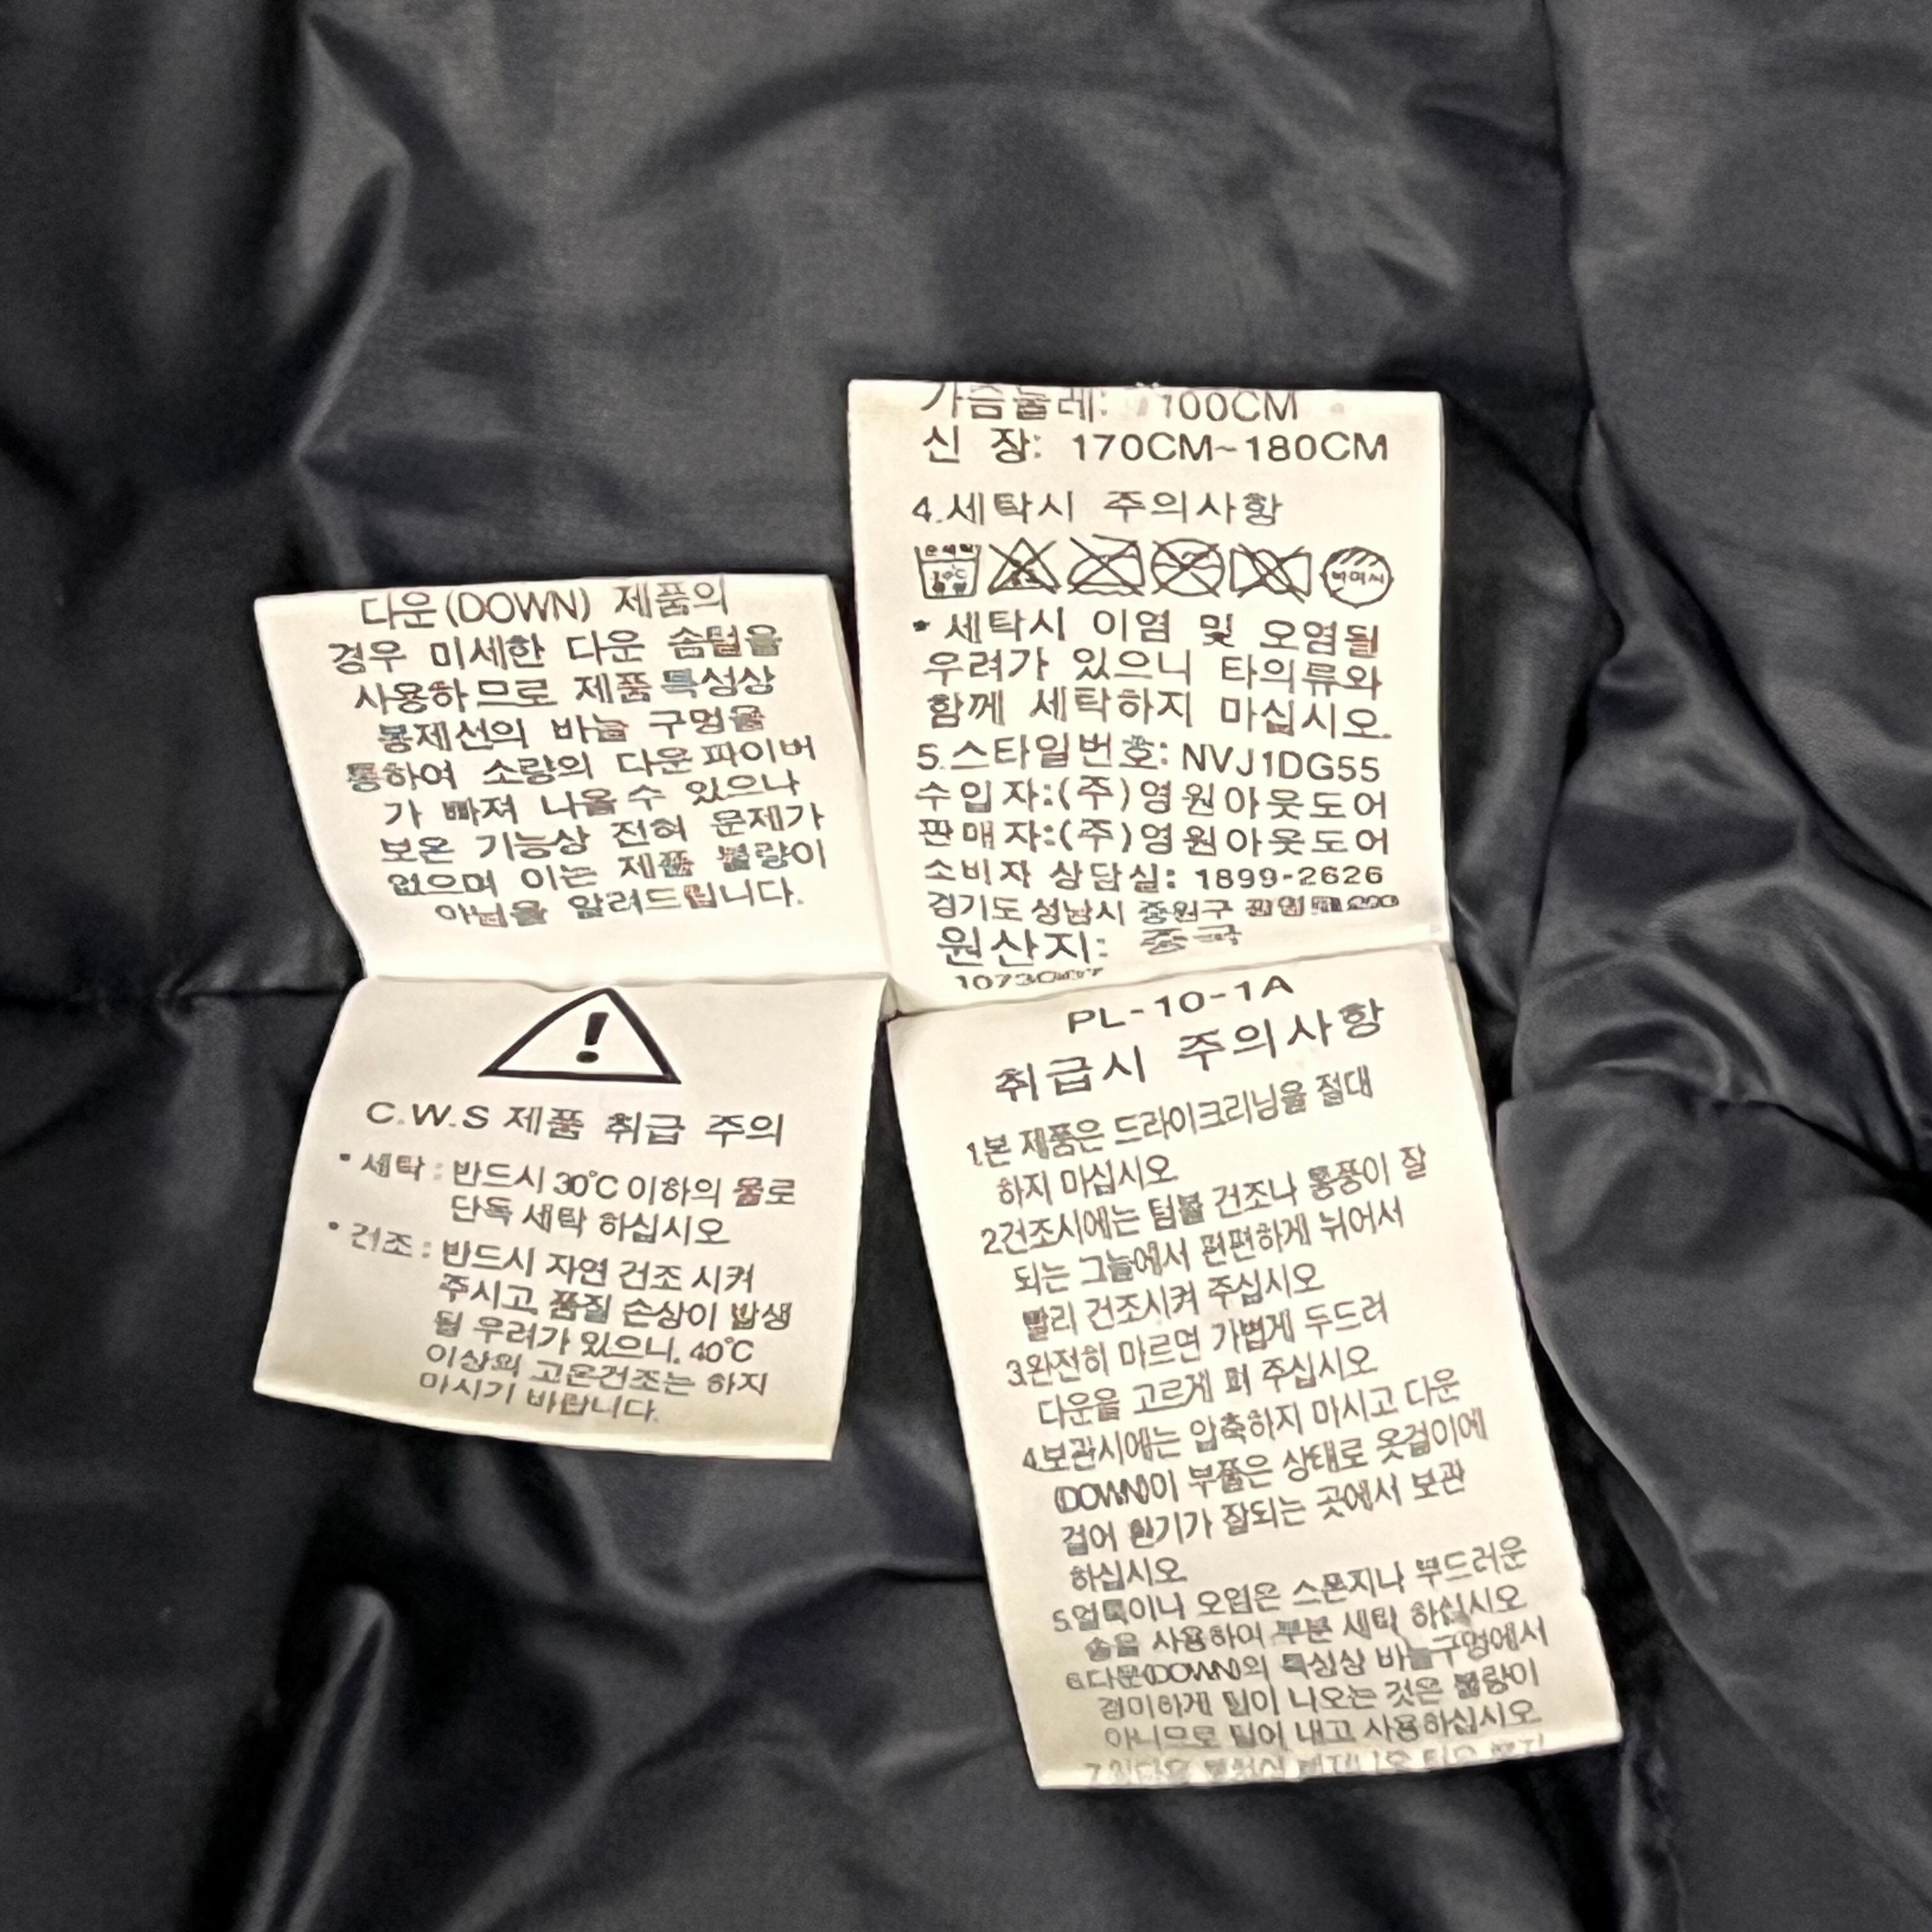 다운(DOWN) 제품의
경우 미세한 다운 솜털을
사용하므로 제품 특성상
봉제선의 바늘 구멍을
통하여 소량의 다운파이버
가 빠져 나올 수 있으나
보온 기능상 전혀 문제가
없으며 이는 제품 불량이
아님을 알려드립니다.
C.W.S 제품 취급 주의
• 세탁 : 반드시 30℃ 이하의 물로
단독 세탁 하십시오
• 건조 : 반드시 자연 건조 시켜
주시고, 품질 손상이 발생
될 우려가 있으니, 40℃
이상의 고온건조는 하지
마시기 바랍니다.
가슴둘레: 100CM
신 장: 170CM~180CM
4.세탁시 주의사항
* 세탁시 이염 및 오염될
우려가 있으니 타의류와
함께 세탁하지 마십시오.
5.스타일번호: NVJ1DG55
수입자:(주)영원아웃도어
판매자:(주)영원아웃도어
소비자 상담실: 1899-2626
경기도 성남시 중원구
원산지: 중국
PL-10-1A
취급시 주의사항
1.본 제품은 드라이크리닝을 절대
하지 마십시오
2.건조시에는 텀블 건조나 통풍이 잘
되는 그늘에서 편편하게 뉘어서
빨리 건조시켜 주십시오
3.완전히 마르면 가볍게 두드려
다운을 고르게 펴 주십시오
4.보관시에는 압축하지 마시고 다운
(DOWN)이 부풀은 상태로 옷걸이에
걸어 환기가 잘되는 곳에서 보관
하십시오
5.얼룩이나 오염은 스폰지나 부드러운
솔을 사용하여 부분 세탁 하십시오
6.다운(DOWN)의 특성상 바늘구멍에서
경미하게 털이 나오는 것은 불량이
아니므로 털어 내고 사용하십시오